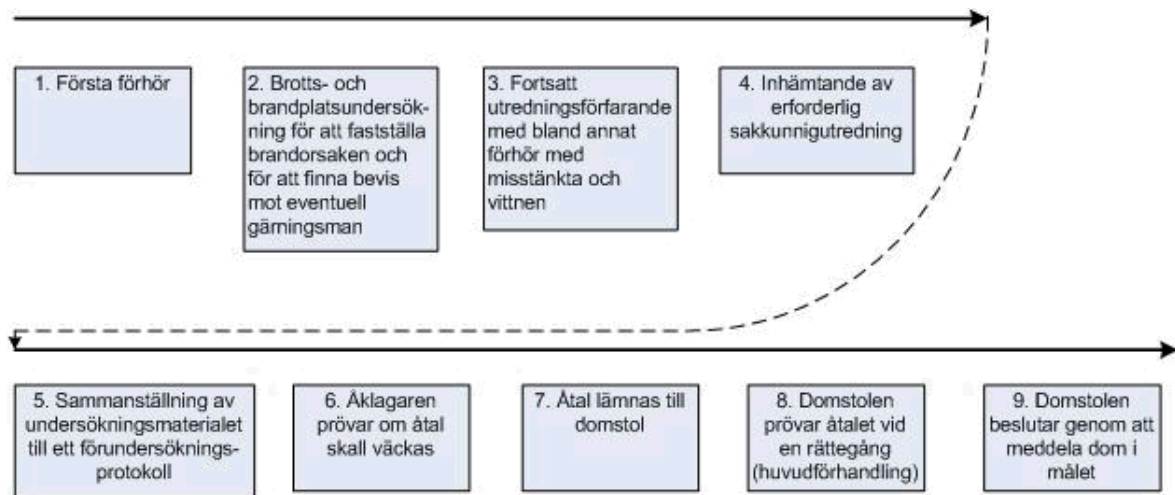 1. Första förhör
2. Brotts- och
brandplatsundersök-
ning för att fastställa
brandorsaken och
för att finna bevis
mot eventuell
gärningsman
3. Fortsatt
utredningsförfarande
med bland annat
förhör med
misstänkta och
vittnen
4. Inhämtande av
erforderlig
sakkunnigutredning
5. Sammanställning av
undersökningsmaterialet
till ett förundersöknings-
protokoll
6. Åklagaren
prövar om åtal
skall väckas
7. Åtal lämnas till
domstol
8. Domstolen
prövar åtalet vid
en rättegång
(huvudförhandling)
9. Domstolen
beslutar genom att
meddela dom i
målet